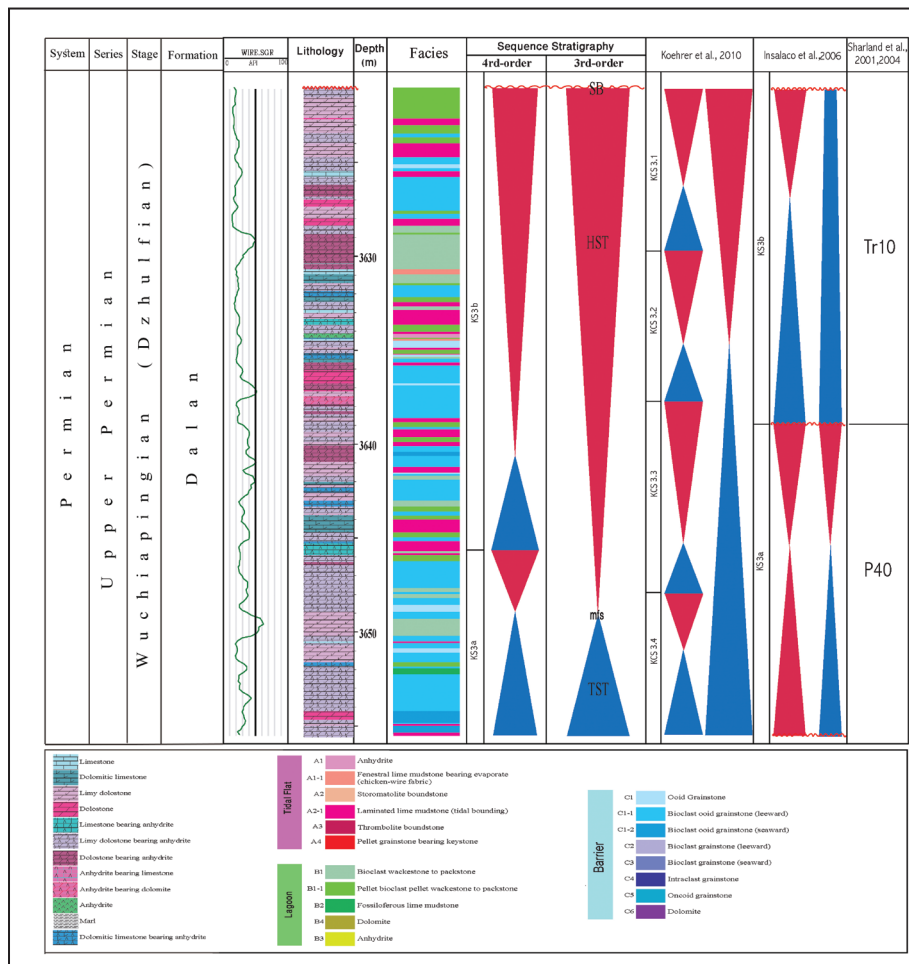 System
Series
Stage
Formation
WIRE.SGR
0 API 100
Lithology
Depth
(m)
Facies
Sequence Stratigraphy
4rd-order
3rd-order
Koehrer et al., 2010
Insalaco et al. 2006
Sharland et al.,
2001, 2004
Permian
Upper Permian
Wuchiappingian (Dzhulfian)
Dalan
3630
3640
3650
KS3b
KS3a
SB
HST
mfs
TST
KCS 3.1
KCS 3.2
KCS 3.3
KCS 3.4
KS3b
KS3a
Tr10
P40
Limestone
Dolomitic limestone
Limy dolostone
Dolostone
Limestone bearing anhydrite
Limy dolostone bearing anhydrite
Dolostone bearing anhydrite
Anhydrite bearing limestone
Anhydrite bearing dolomite
Anhydrite
Marl
Dolomitic limestone bearing anhydrite
Tidal Flat
A1 Anhydrite
A1-1 Fenestral lime mudstone bearing evaporate
(chicken-wire fabric)
A2 Storomatolite boundstone
A2-1 Laminated lime mudstone (tidal bounding)
A3 Thrombolite boundstone
A4 Pellet grainstone bearing keystone
Lagoon
B1 Bioclast wackestone to packstone
B1-1 Pellet bioclast pellet wackestone to packstone
B2 Fossiloferous lime mudstone
B4 Dolomite
B3 Anhydrite
Barrier
C1 Ooid Grainstone
C1-1 Bioclast ooid grainstone (leeward)
C1-2 Bioclast ooid grainstone (seaward)
C2 Bioclast grainstone (leeward)
C3 Bioclast grainstone (seaward)
C4 Intraclast grainstone
C5 Oncoid grainstone
C6 Dolomite